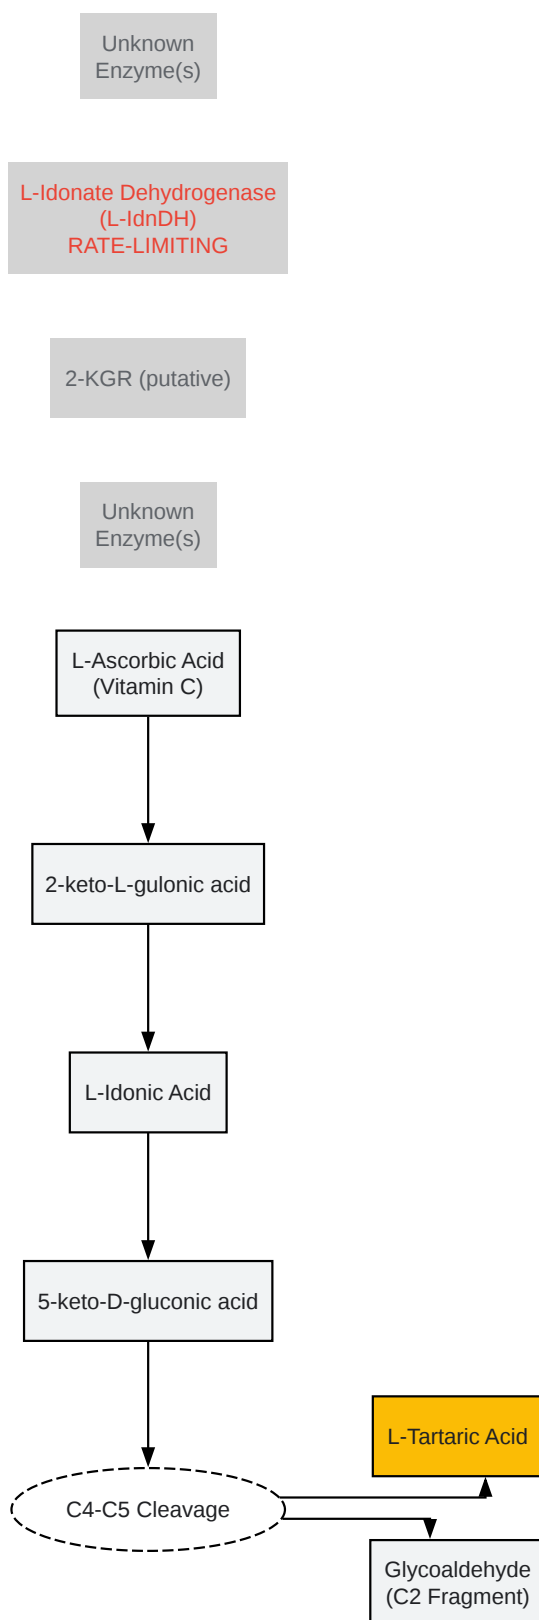 Unknown
Enzyme(s)
L-Idonate Dehydrogenase
(L-IdnDH)
RATE-LIMITING
2-KGR (putative)
Unknown
Enzyme(s)
L-Ascorbic Acid
(Vitamin C)
2-keto-L-gulonic acid
L-Idonic Acid
5-keto-D-gluconic acid
L-Tartaric Acid
C4-C5 Cleavage
Glycoaldehyde
(C2 Fragment)